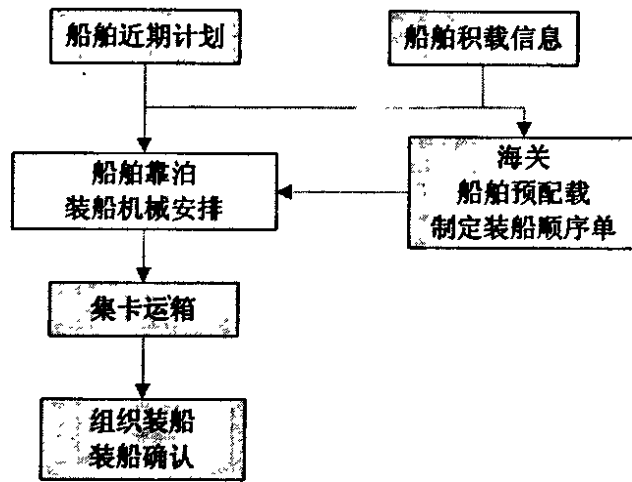 船舶近期计划
船舶积载信息
船舶靠泊
装船机械安排
海关
船舶预配载
制定装船顺序单
集卡运箱
组织装船
装船确认